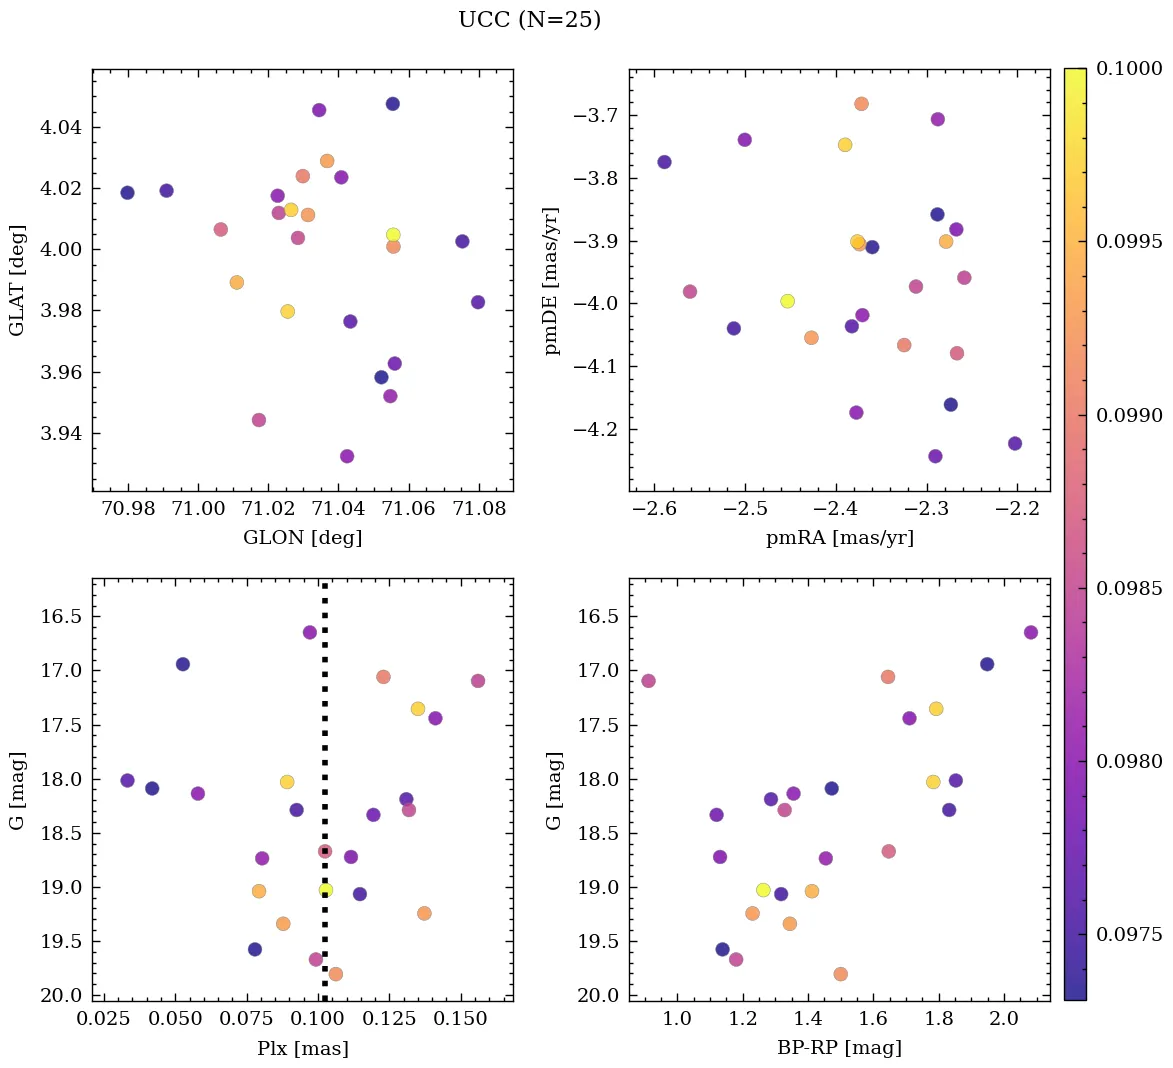 UCC (N=25)
4.04
4.02
4.00
3.98
3.96
3.94
GLAT [deg]
70.98 71.00 71.02 71.04 71.06 71.08
GLON [deg]
−3.7
−3.8
−3.9
−4.0
−4.1
−4.2
pmDE [mas/yr]
−2.6 −2.5 −2.4 −2.3 −2.2
pmRA [mas/yr]
16.5
17.0
17.5
18.0
18.5
19.0
19.5
20.0
G [mag]
0.025 0.050 0.075 0.100 0.125 0.150
Plx [mas]
16.5
17.0
17.5
18.0
18.5
19.0
19.5
20.0
G [mag]
1.0 1.2 1.4 1.6 1.8 2.0
BP-RP [mag]
0.1000
0.0995
0.0990
0.0985
0.0980
0.0975